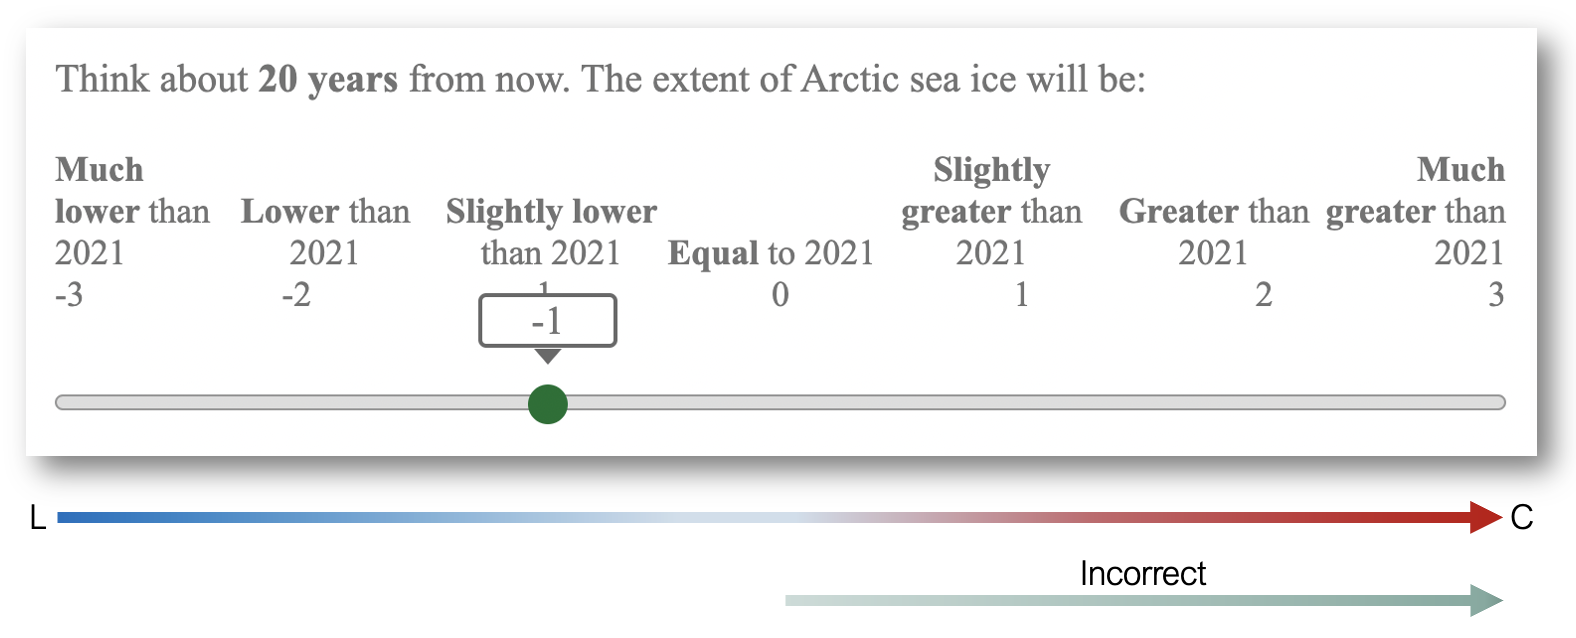 Think about 20 years from now. The extent of Arctic sea ice will be:
Much lower than 2021
Lower than 2021
Slightly lower than 2021
Equal to 2021
Slightly greater than 2021
Greater than 2021
Much greater than 2021
-3 -2 0 1 2 3
-1
L C
Incorrect